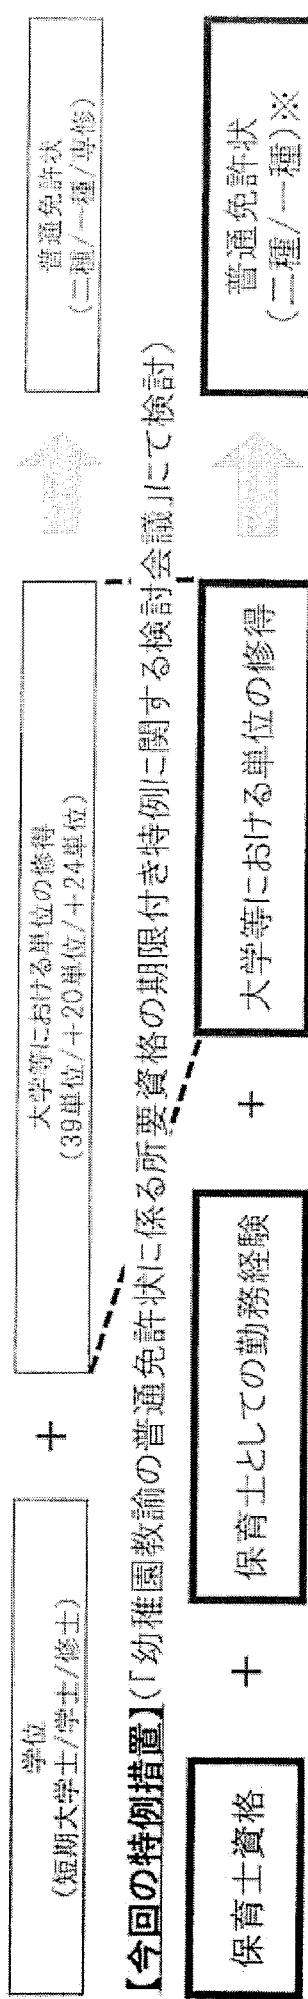 学位
(短期大学士/学士/修士)
+
大学等における単位の修得
(39単位/+20単位/+24単位)
普通免許状
(二種/一種/専修)
【今回の特例措置】(「幼稚園教諭の普通免許状に係る所要資格の期限付き特例に関する検討会議」にて検討)
保育士資格
+
保育士としての勤務経験
+
大学等における単位の修得
普通免許状
(二種/一種)※